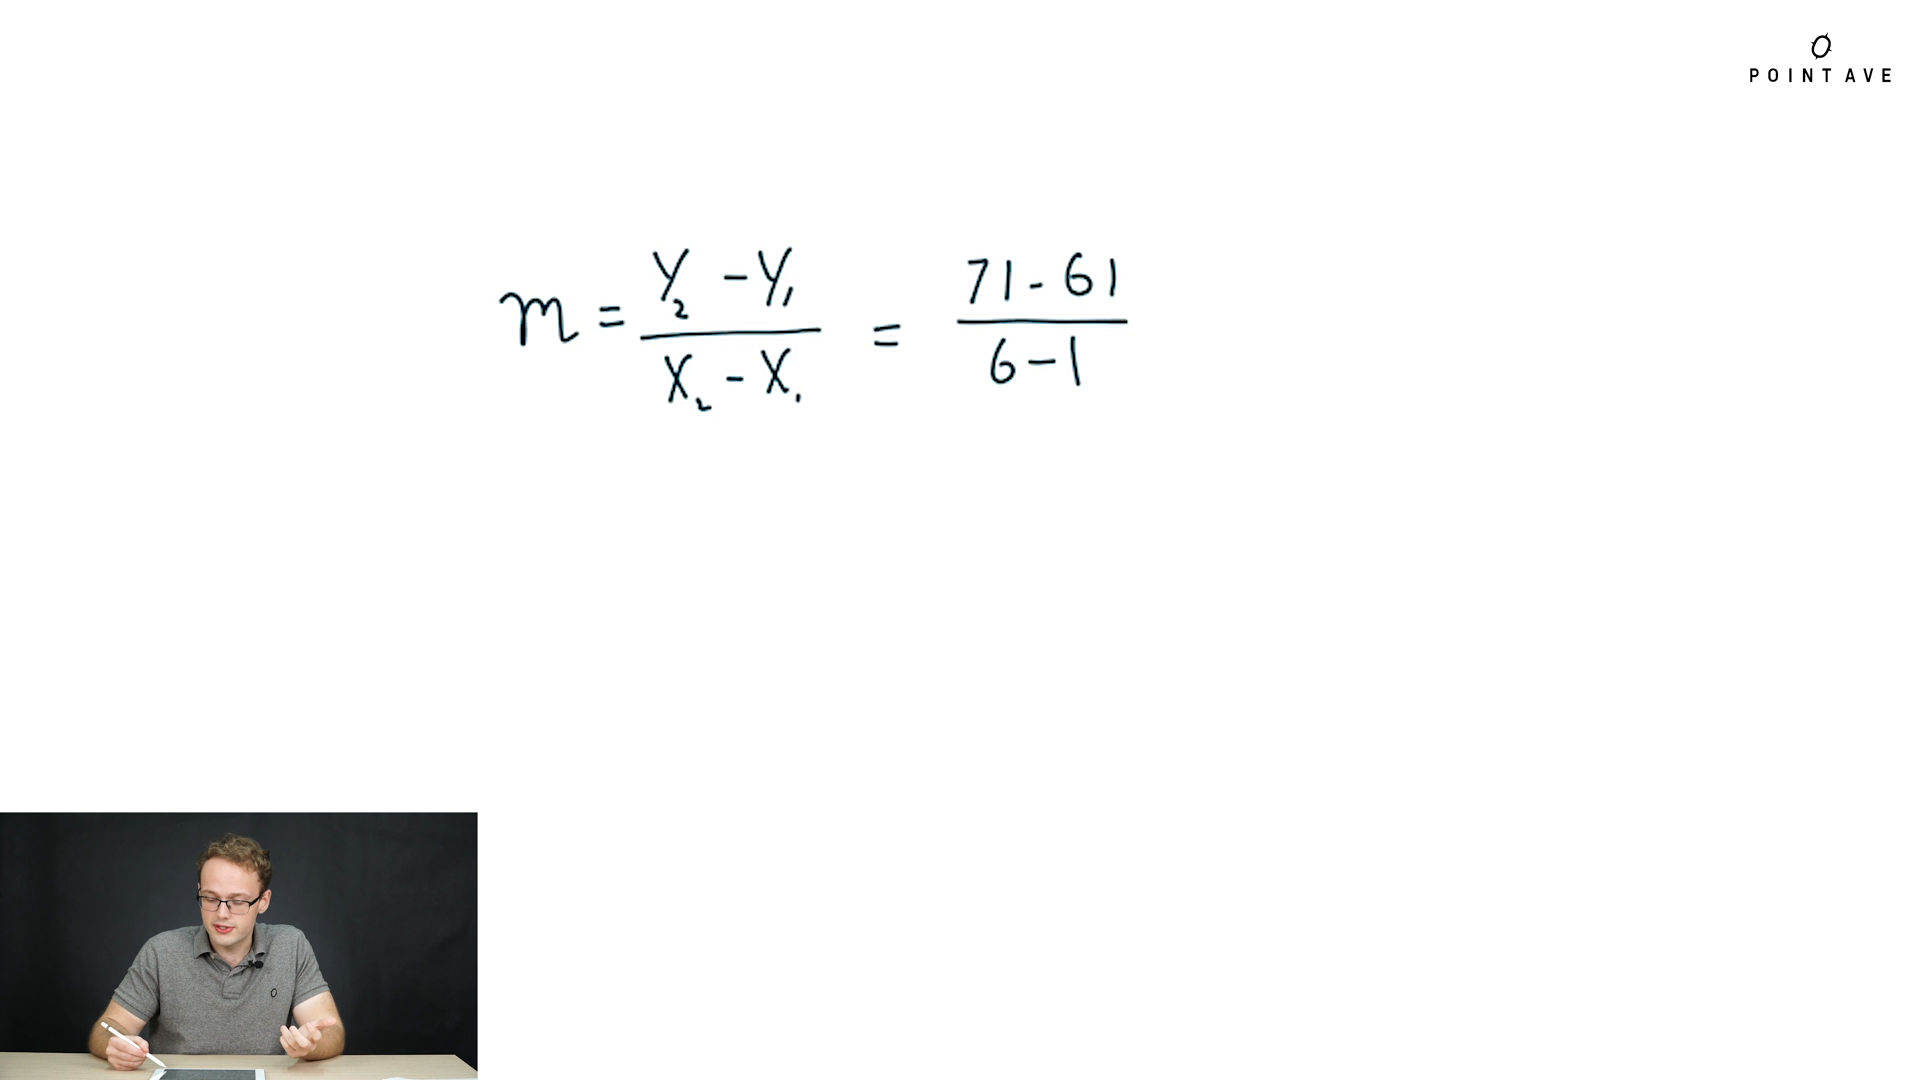 POINT AVE
m = y₂ - y₁ / x₂ - x₁ = 71 - 61 / 6 - 1